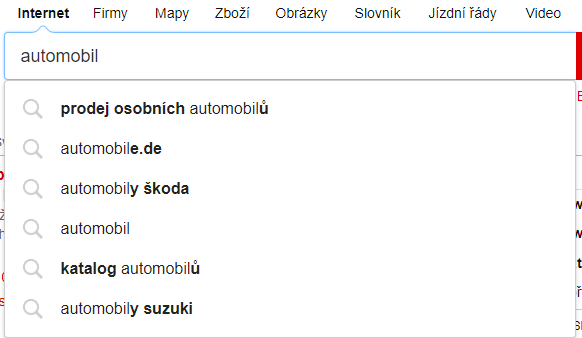 Internet Firmy Mapy Zboží Obrázky Slovník Jízdní řády Video
automobil
prodej osobních automobilů
automobile.de
automobily škoda
automobil
katalog automobilů
automobily suzuki